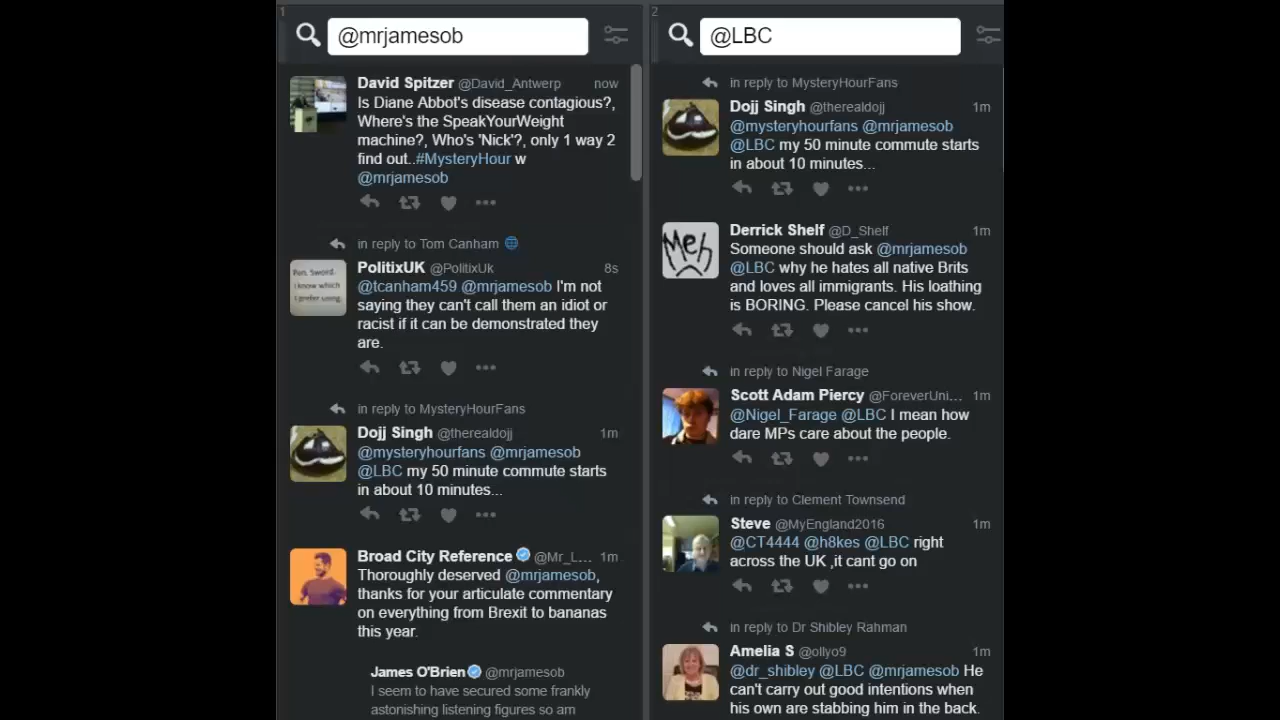 1
@mrjamesob
David Spitzer @David_Antwerp now
Is Diane Abbot's disease contagious?,
Where's the SpeakYourWeight
machine?, Who's 'Nick'?, only 1 way 2
find out..#MysteryHour w
@mrjamesob
in reply to Tom Canham
PolitixUK @PolitixUk 8s
@tcanham459 @mrjamesob I'm not
saying they can't call them an idiot or
racist if it can be demonstrated they
are.
in reply to MysteryHourFans
Dojj Singh @therealdojj 1m
@mysteryhourfans @mrjamesob
@LBC my 50 minute commute starts
in about 10 minutes...
Broad City Reference @Mr_L... 1m
Thoroughly deserved @mrjamesob,
thanks for your articulate commentary
on everything from Brexit to bananas
this year.
James O'Brien @mrjamesob
I seem to have secured some frankly
astonishing listening figures so am
2
@LBC
in reply to MysteryHourFans
Dojj Singh @therealdojj 1m
@mysteryhourfans @mrjamesob
@LBC my 50 minute commute starts
in about 10 minutes...
Derrick Shelf @D_Shelf 1m
Someone should ask @mrjamesob
@LBC why he hates all native Brits
and loves all immigrants. His loathing
is BORING. Please cancel his show.
Meh
in reply to Nigel Farage
Scott Adam Piercy @ForeverUni... 1m
@Nigel_Farage @LBC I mean how
dare MPs care about the people.
in reply to Clement Townsend
Steve @MyEngland2016 1m
@CT4444 @h8kes @LBC right
across the UK ,it cant go on
in reply to Dr Shibley Rahman
Amelia S @ollyo9 1m
@dr_shibley @LBC @mrjamesob He
can't carry out good intentions when
his own are stabbing him in the back.